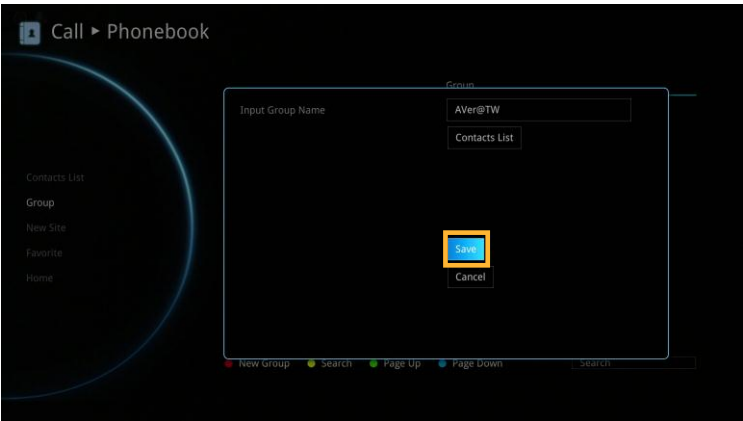 Call ▸ Phonebook
Group
Input Group Name
AVer@TW
Contacts List
Contacts List
Group
New Site
Favorite
Home
Save
Cancel
New Group Search Page Up Page Down Search